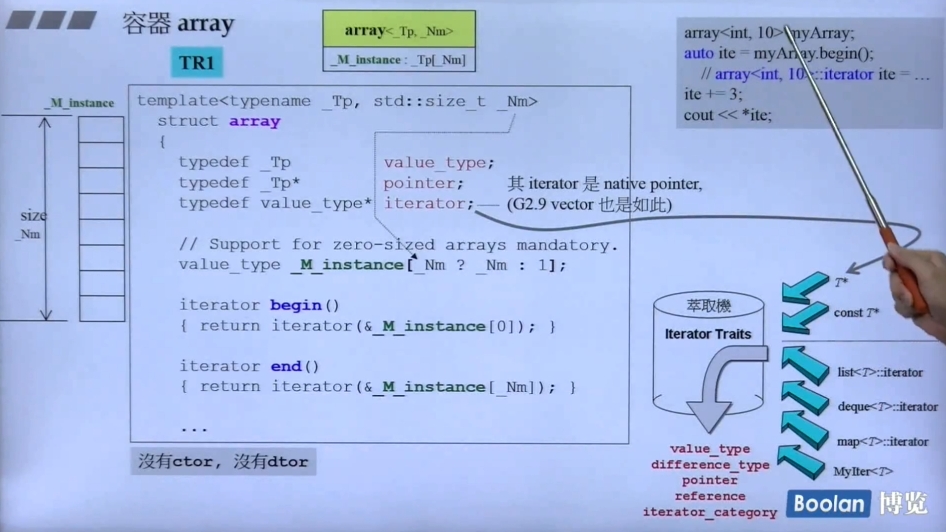 容器 array
TR1
array<_Tp, _Nm>
_M_instance : _Tp[_Nm]
array<int, 10> myArray;
auto ite = myArray.begin();
// array<int, 10>::iterator ite = …
ite += 3;
cout << *ite;
_M_instance
size
_Nm
template<typename _Tp, std::size_t _Nm>
struct array
{
typedef _Tp value_type;
typedef _Tp* pointer;
typedef value_type* iterator;
其 iterator 是 native pointer,
(G2.9 vector 也是如此)
// Support for zero-sized arrays mandatory.
value_type _M_instance[_Nm ? _Nm : 1];
iterator begin()
{ return iterator(&_M_instance[0]); }
iterator end()
{ return iterator(&_M_instance[_Nm]); }
...
沒有ctor, 沒有dtor
萃取機
Iterator Traits
T*
const T*
list<T>::iterator
deque<T>::iterator
map<T>::iterator
MyIter<T>
value_type
difference_type
pointer
reference
iterator_category
Boolan 博览